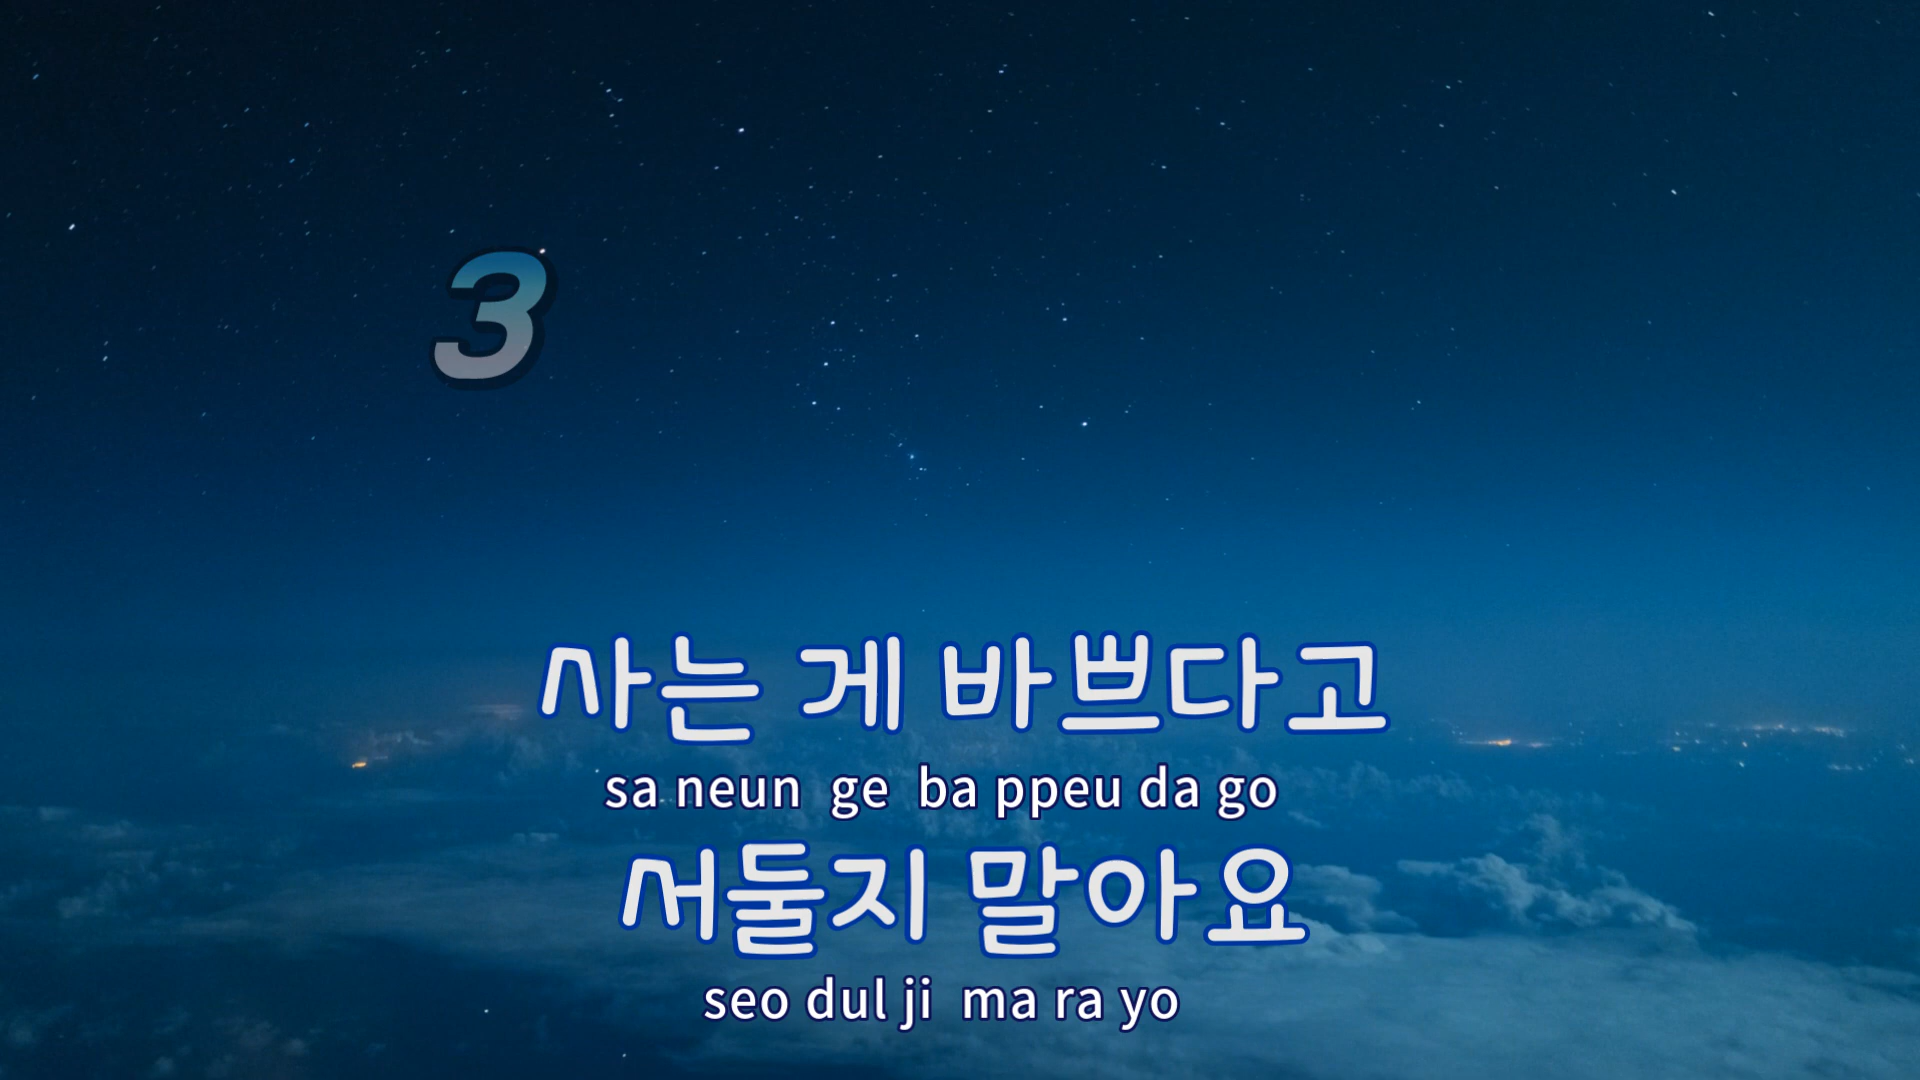 3
사는 게 바쁘다고
sa neun ge ba ppeu da go
서둘지 말아요
seo dul ji ma ra yo